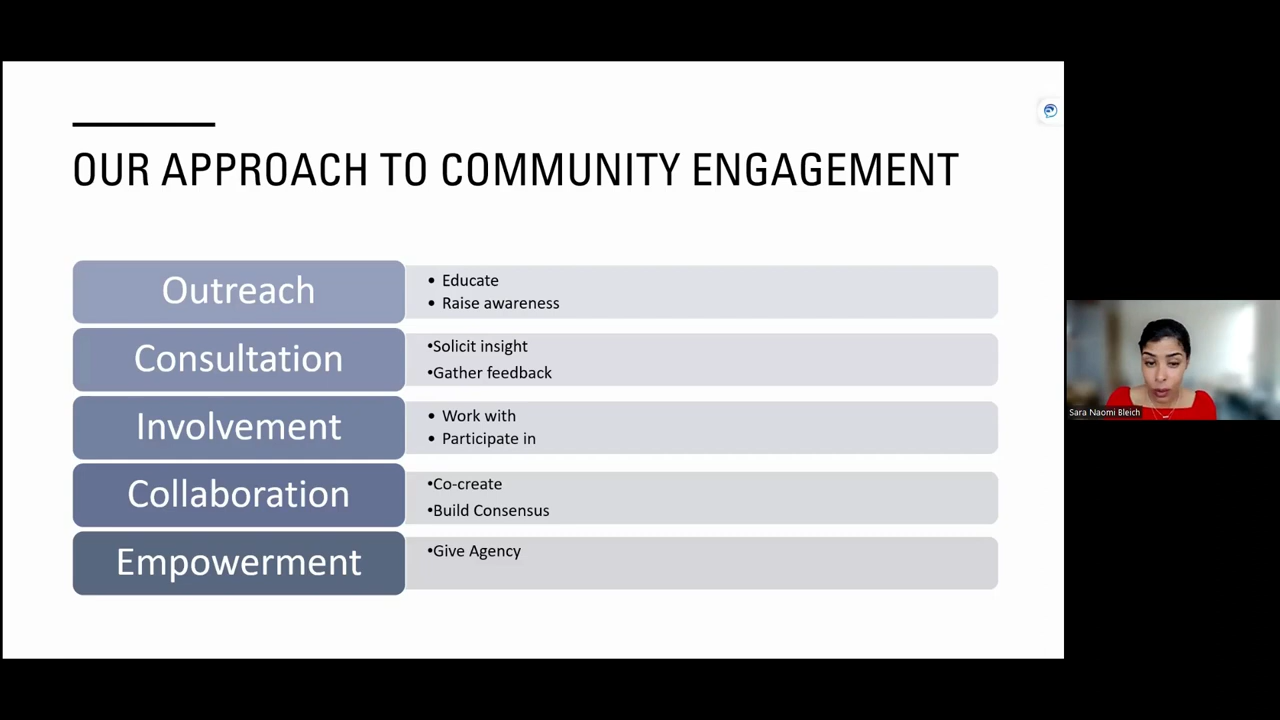 OUR APPROACH TO COMMUNITY ENGAGEMENT
Outreach
• Educate
• Raise awareness
Consultation
•Solicit insight
•Gather feedback
Involvement
• Work with
• Participate in
Collaboration
•Co-create
•Build Consensus
Empowerment
•Give Agency
Sara Naomi Bleich